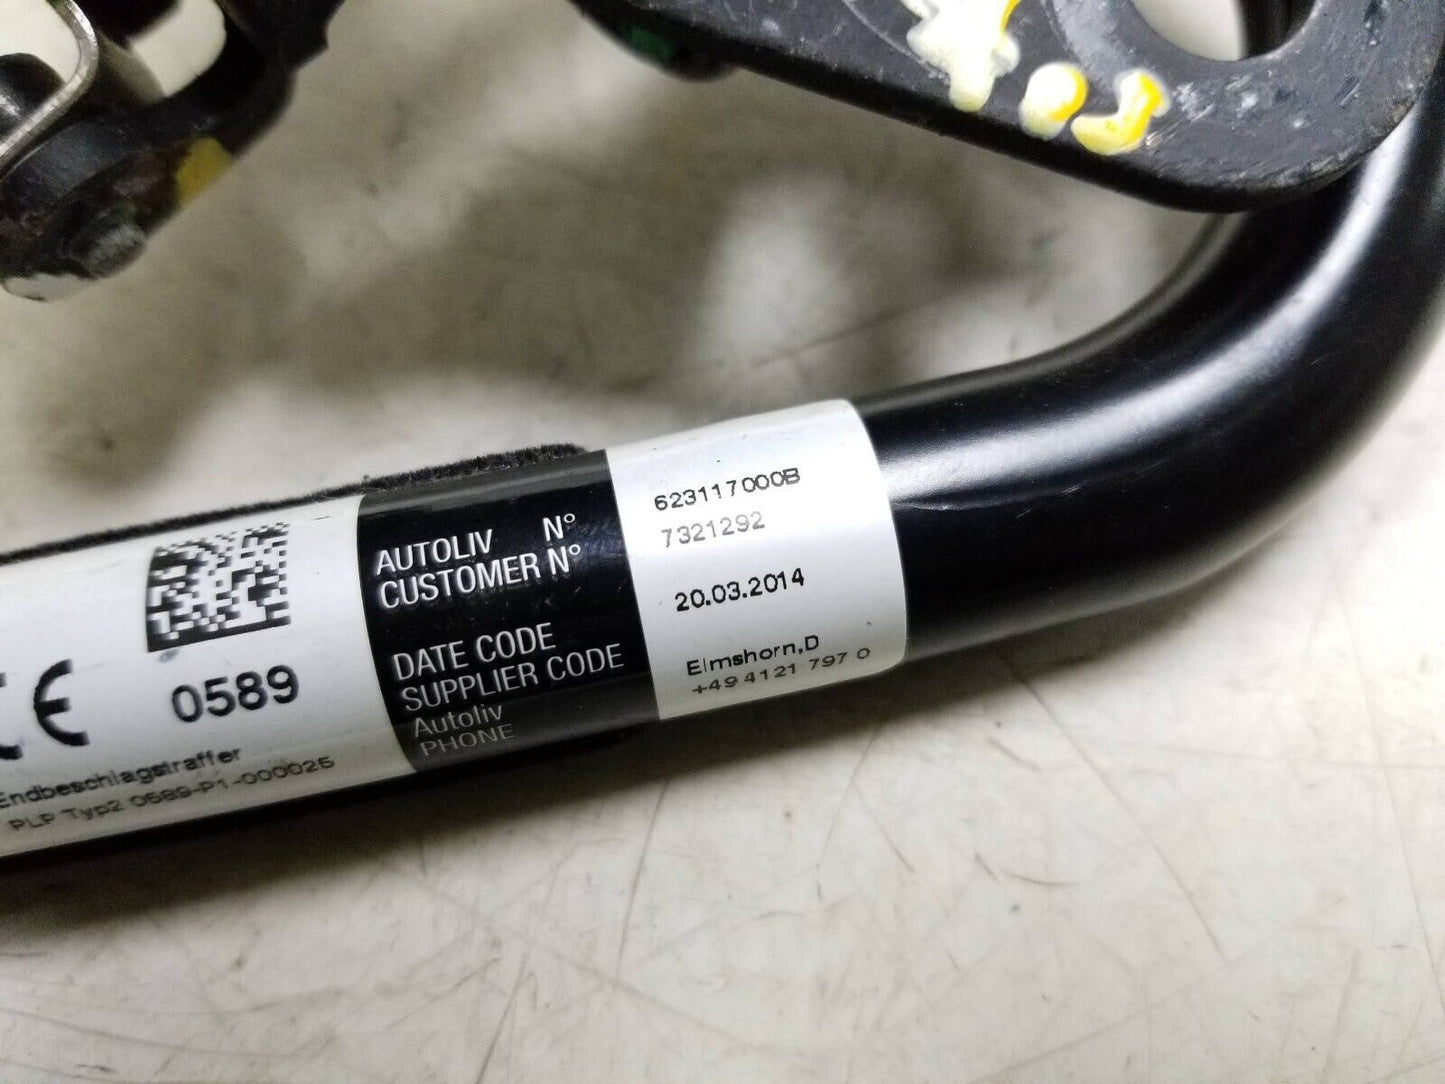 AUTOLIV N° 623117000B
CUSTOMER N° 7321292
DATE CODE 20.03.2014
SUPPLIER CODE Elmshorn,D
Autoliv
PHONE +49 4121 797 0
CE
0589
Endbeschlagstraffer
PLP Typ2 0589-P1-000025